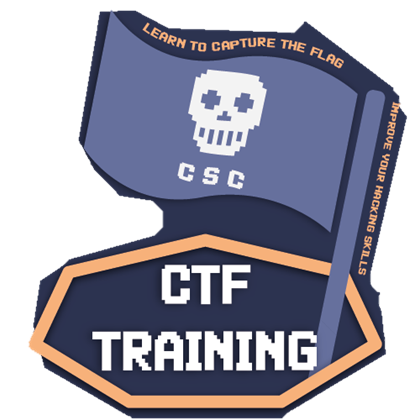 LEARN TO CAPTURE THE FLAG
IMPROVE YOUR HACKING SKILLS
CSC
CTF
TRAINING